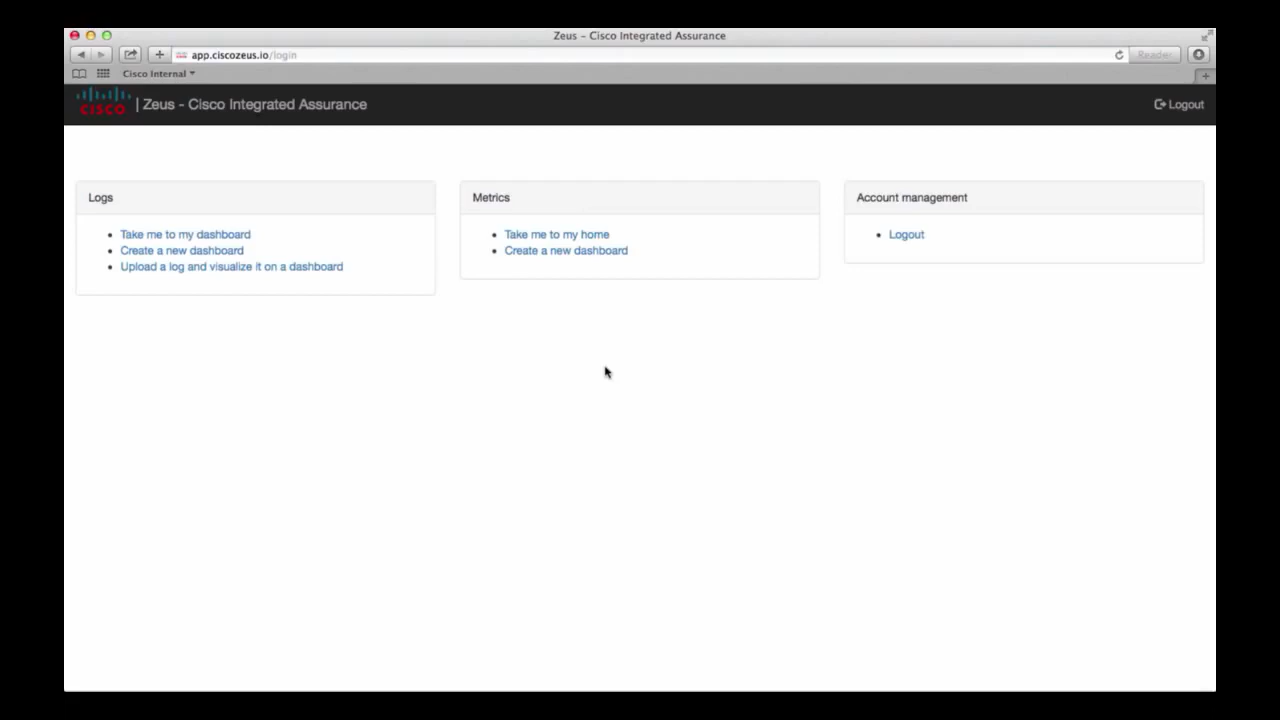 Zeus - Cisco Integrated Assurance
app.ciscozeus.io/login
Reader
Cisco Internal
CISCO | Zeus - Cisco Integrated Assurance
Logout
Logs
Take me to my dashboard
Create a new dashboard
Upload a log and visualize it on a dashboard
Metrics
Take me to my home
Create a new dashboard
Account management
Logout